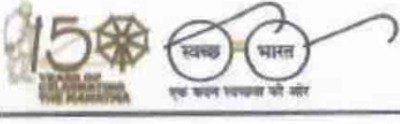 150
YEARS OF
CELEBRATING
THE MAHATMA
स्वच्छ भारत
एक कदम स्वच्छता की ओर